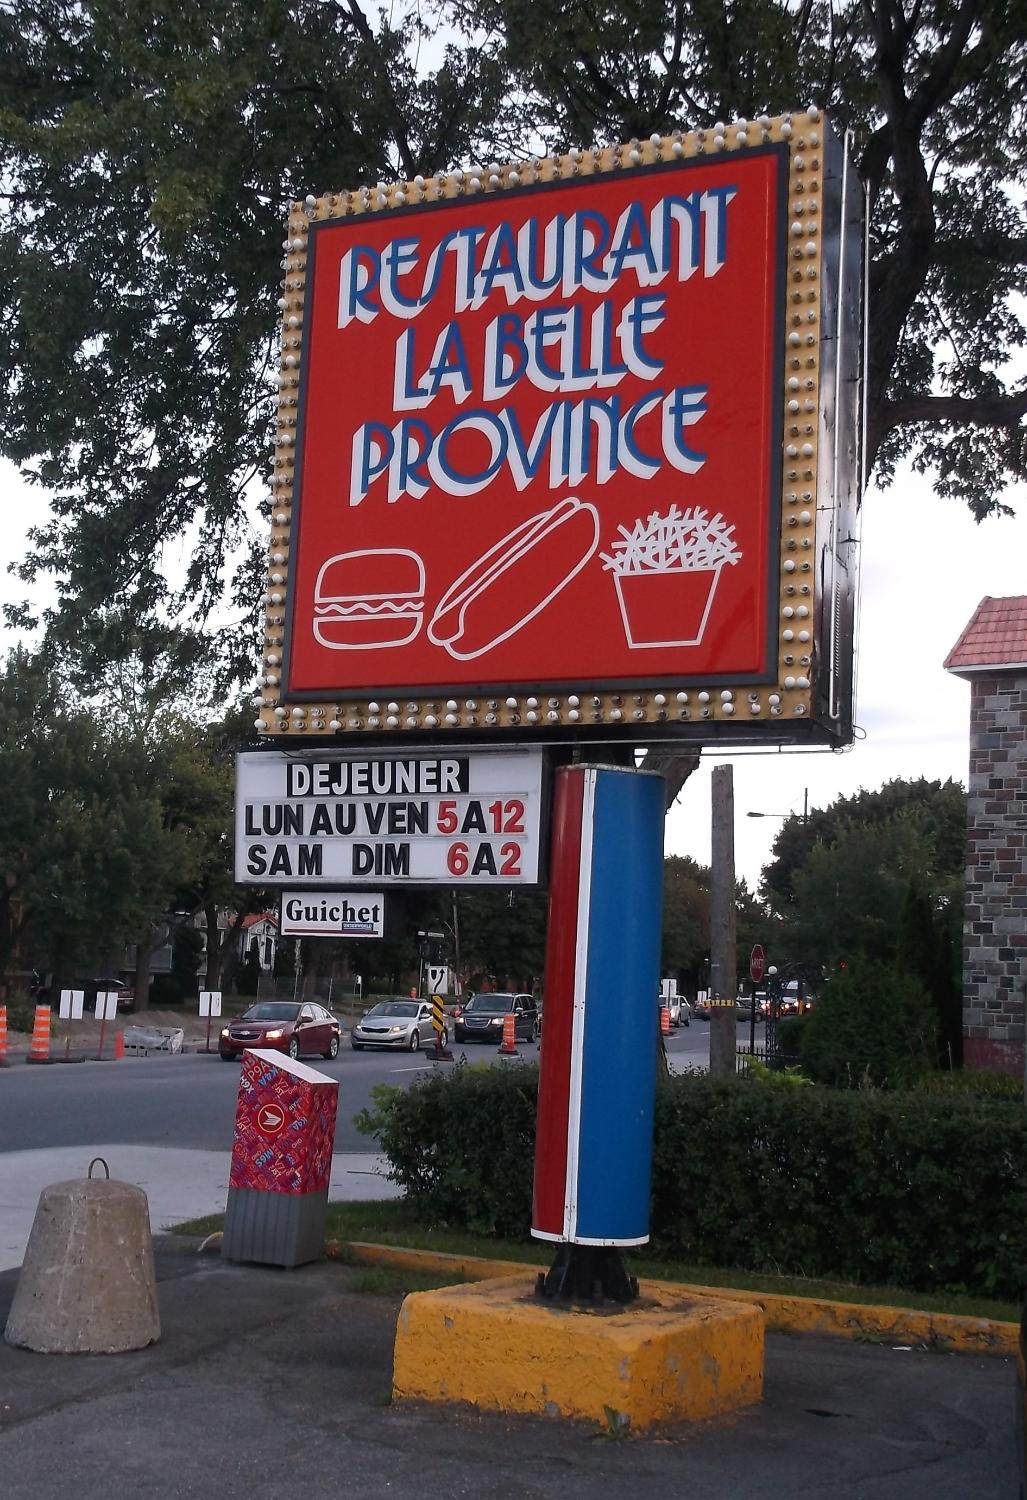 RESTAURANT
LA BELLE
PROVINCE
DEJEUNER
LUN AU VEN 5 A 12
SAM DIM 6 A 2
Guichet